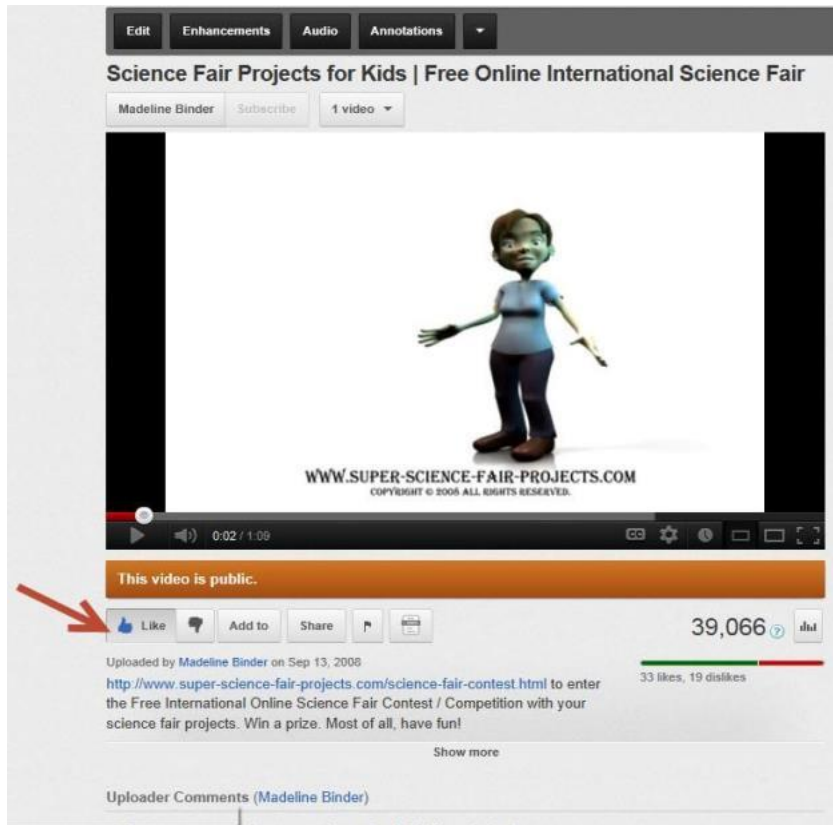 Edit Enhancements Audio Annotations
Science Fair Projects for Kids | Free Online International Science Fair
Madeline Binder Subscribe 1 video
WWW.SUPER-SCIENCE-FAIR-PROJECTS.COM
COPYRIGHT © 2005 ALL RIGHTS RESERVED.
0:02 / 1:09 CC
This video is public.
Like Add to Share 39,066 ?
Uploaded by Madeline Binder on Sep 13, 2008
33 likes, 19 dislikes
http://www.super-science-fair-projects.com/science-fair-contest.html to enter
the Free International Online Science Fair Contest / Competition with your
science fair projects. Win a prize. Most of all, have fun!
Show more
Uploader Comments (Madeline Binder)